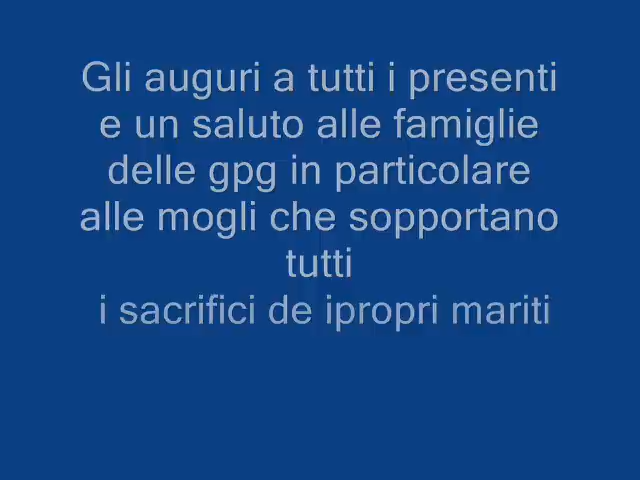 Gli auguri a tutti i presenti
e un saluto alle famiglie
delle gpg in particolare
alle mogli che sopportano
tutti
i sacrifici de ipropri mariti